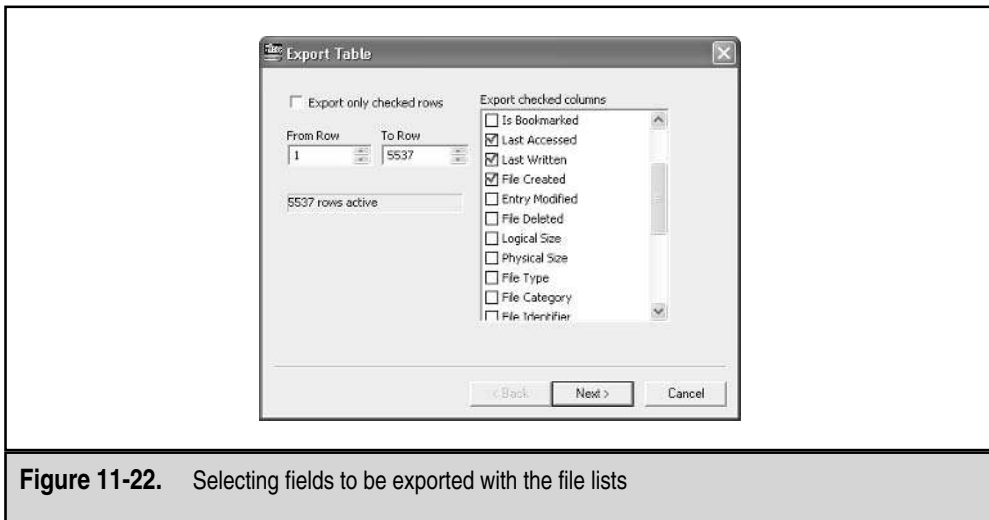 Export Table
Export only checked rows
Export checked columns
Is Bookmarked
Last Accessed
Last Written
File Created
Entry Modified
File Deleted
Logical Size
Physical Size
File Type
File Category
File Identifier
From Row
To Row
1
5537
5537 rows active
< Back
Next >
Cancel
Figure 11-22. Selecting fields to be exported with the file lists